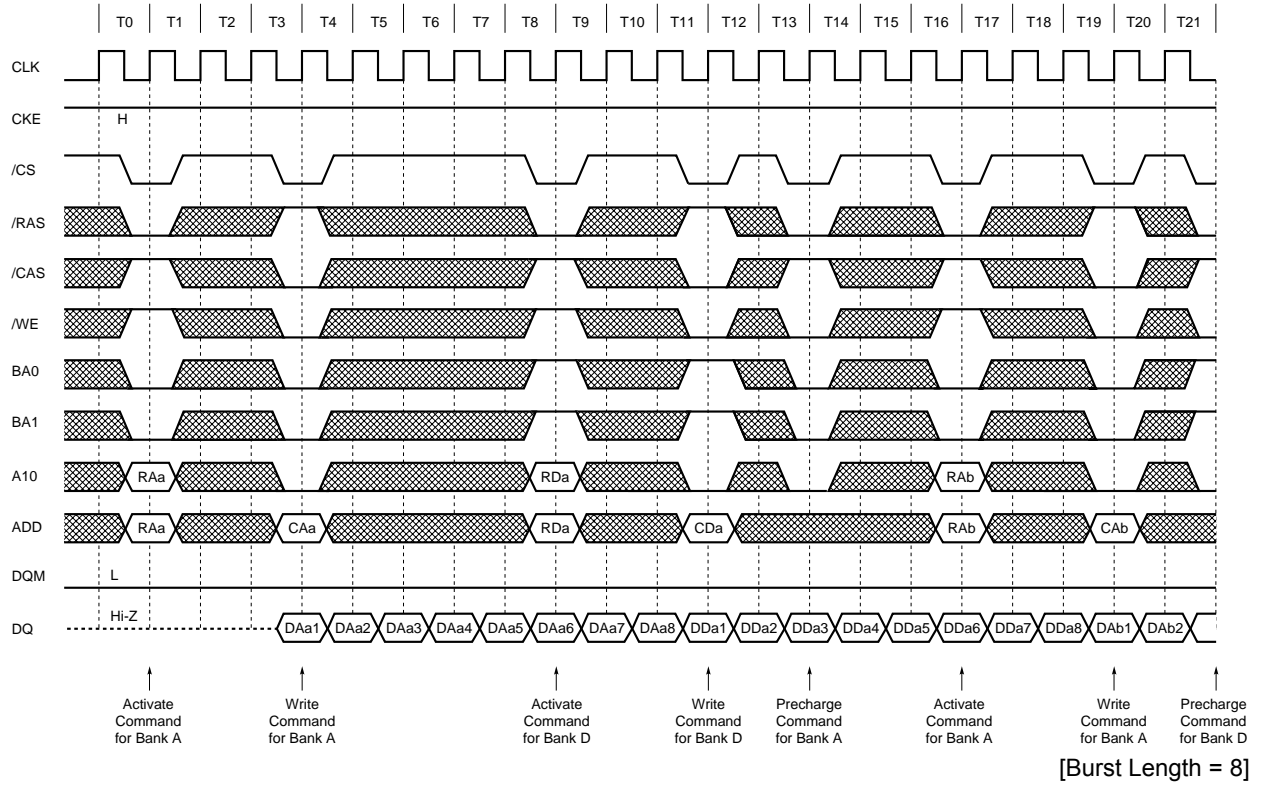 T0 T1 T2 T3 T4 T5 T6 T7 T8 T9 T10 T11 T12 T13 T14 T15 T16 T17 T18 T19 T20 T21
CLK
CKE H
/CS
/RAS
/CAS
/WE
BA0
BA1
A10 RAa RDa RAb
ADD RAa CAa RDa CDa RAb CAb
DQM L
DQ Hi-Z DAa1 DAa2 DAa3 DAa4 DAa5 DAa6 DAa7 DAa8 DDa1 DDa2 DDa3 DDa4 DDa5 DDa6 DDa7 DDa8 DAb1 DAb2
Activate
Command
for Bank A
Write
Command
for Bank A
Activate
Command
for Bank D
Write
Command
for Bank D
Precharge
Command
for Bank A
Activate
Command
for Bank A
Write
Command
for Bank A
Precharge
Command
for Bank D
[Burst Length = 8]